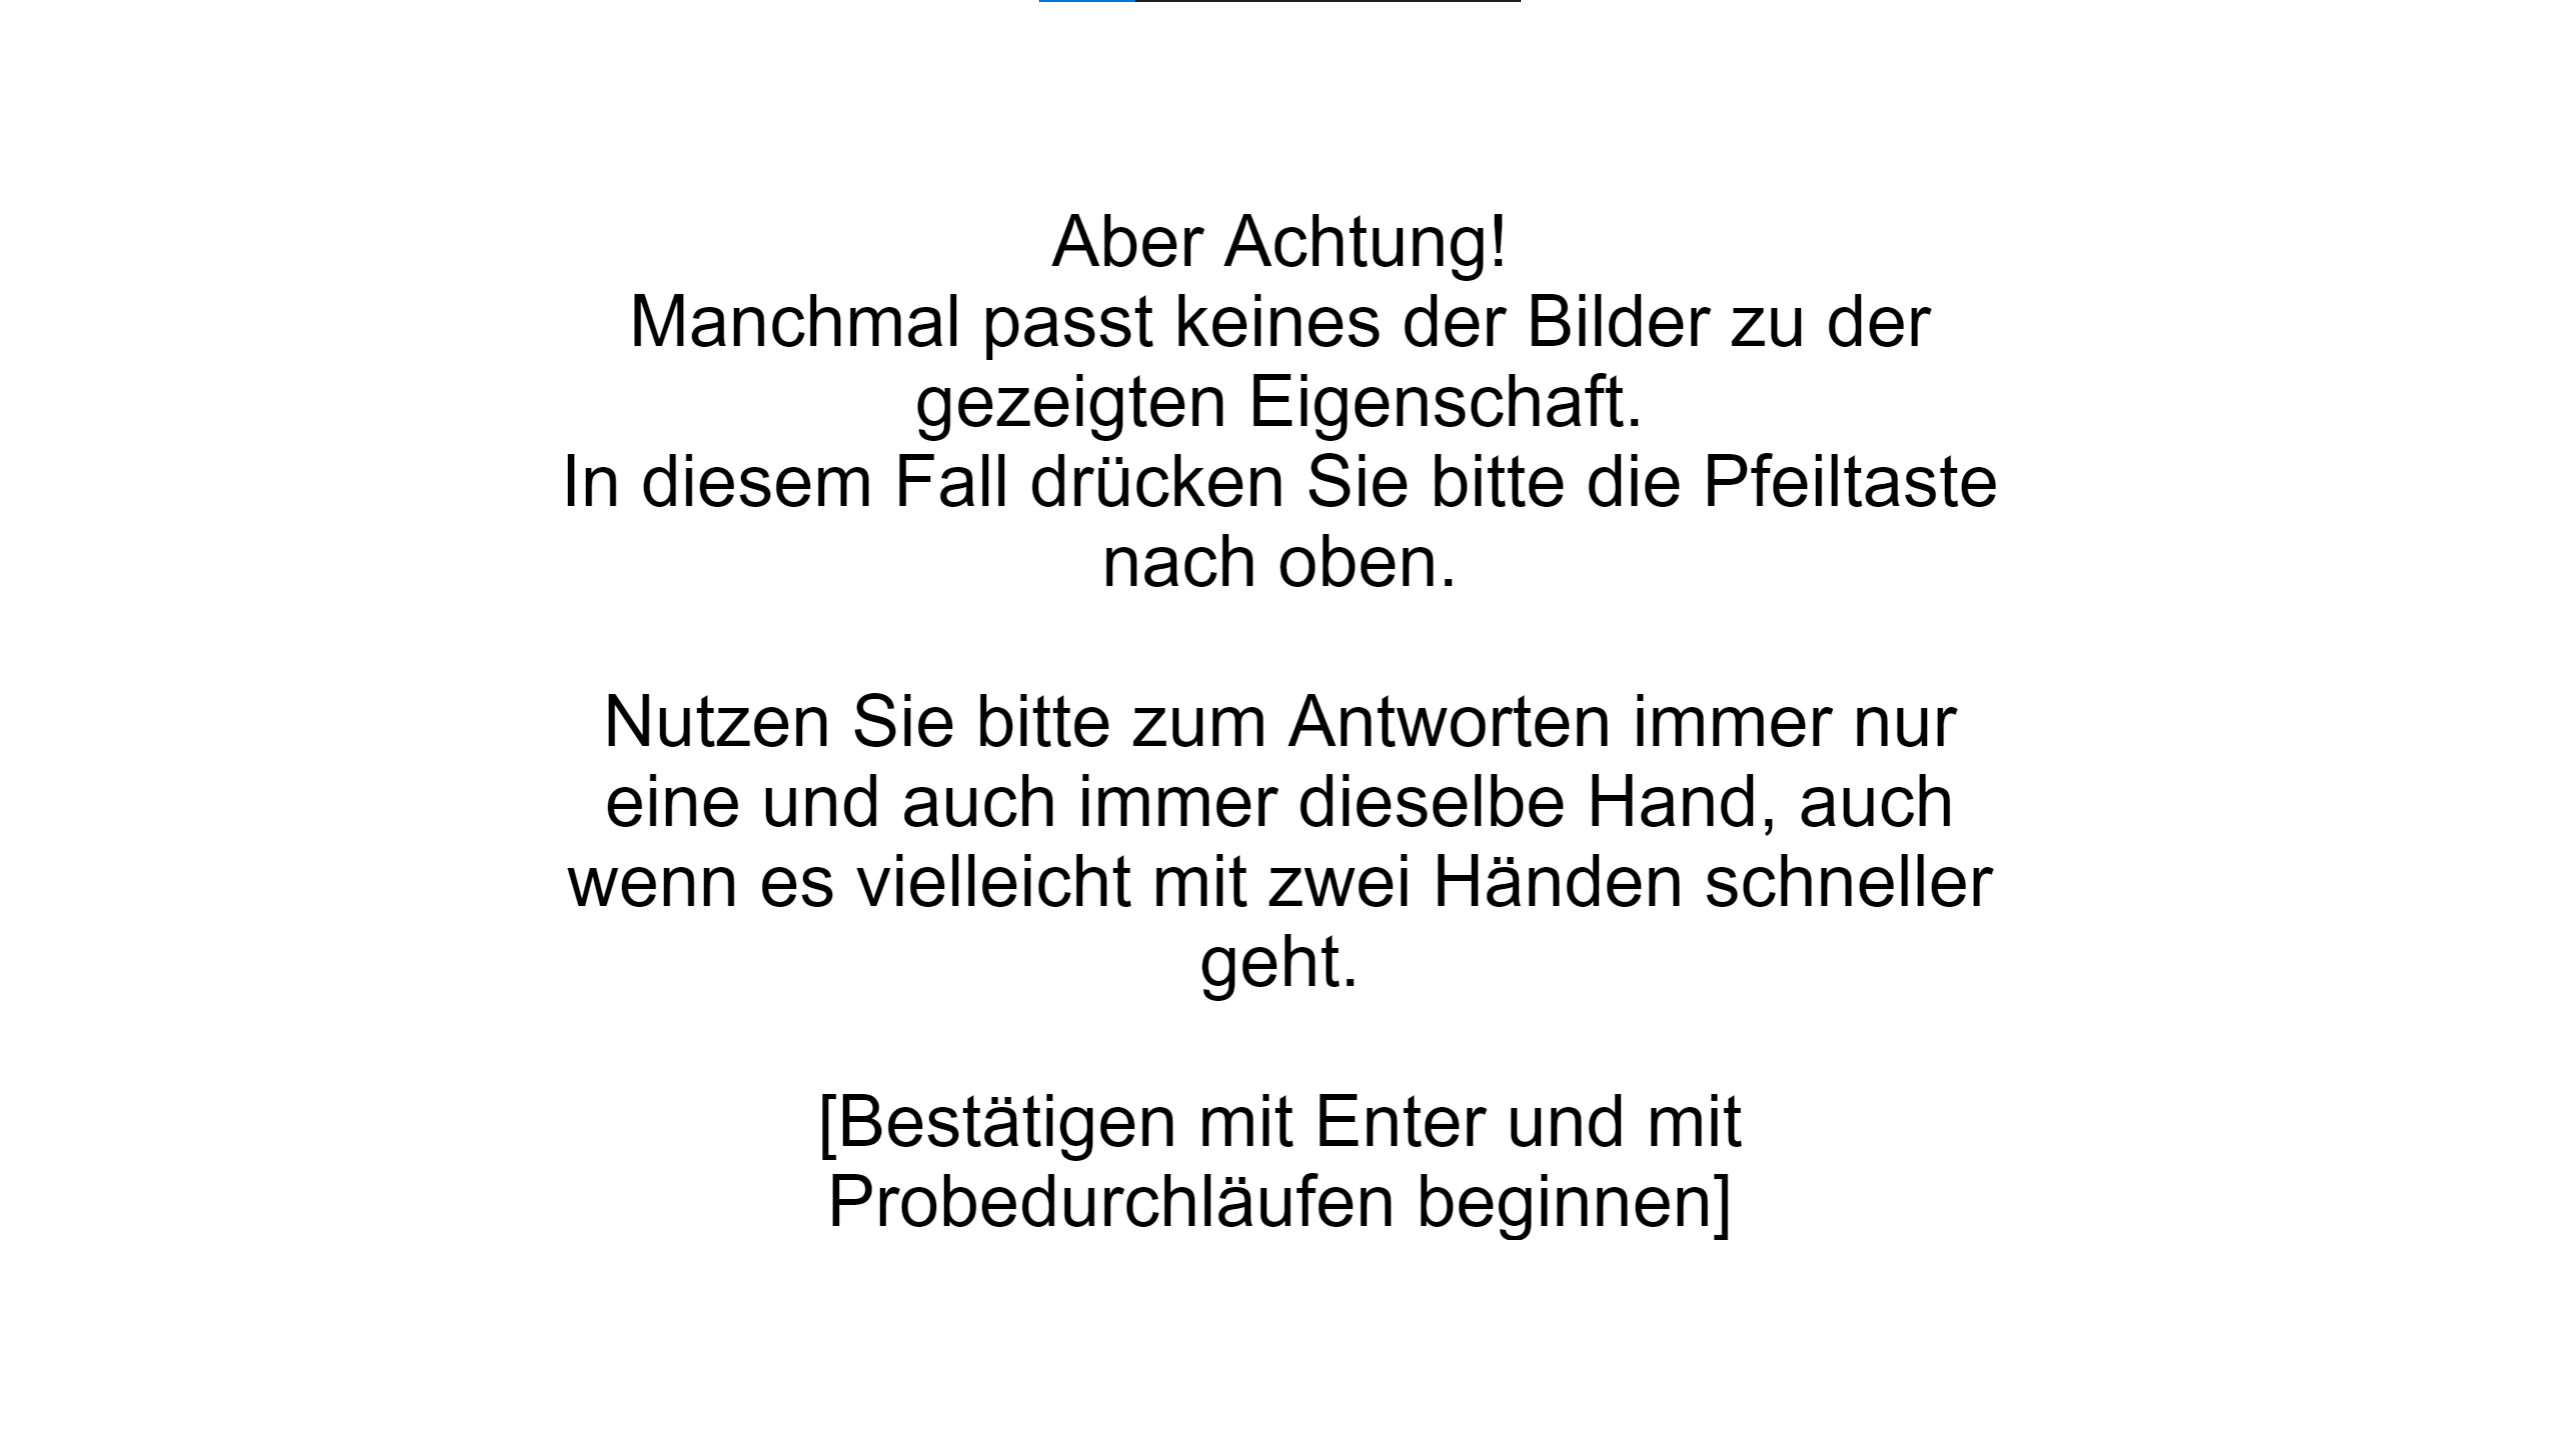 Aber Achtung!
Manchmal passt keines der Bilder zu der
gezeigten Eigenschaft.
In diesem Fall drücken Sie bitte die Pfeiltaste
nach oben.
Nutzen Sie bitte zum Antworten immer nur
eine und auch immer dieselbe Hand, auch
wenn es vielleicht mit zwei Händen schneller
geht.
[Bestätigen mit Enter und mit
Probedurchläufen beginnen]